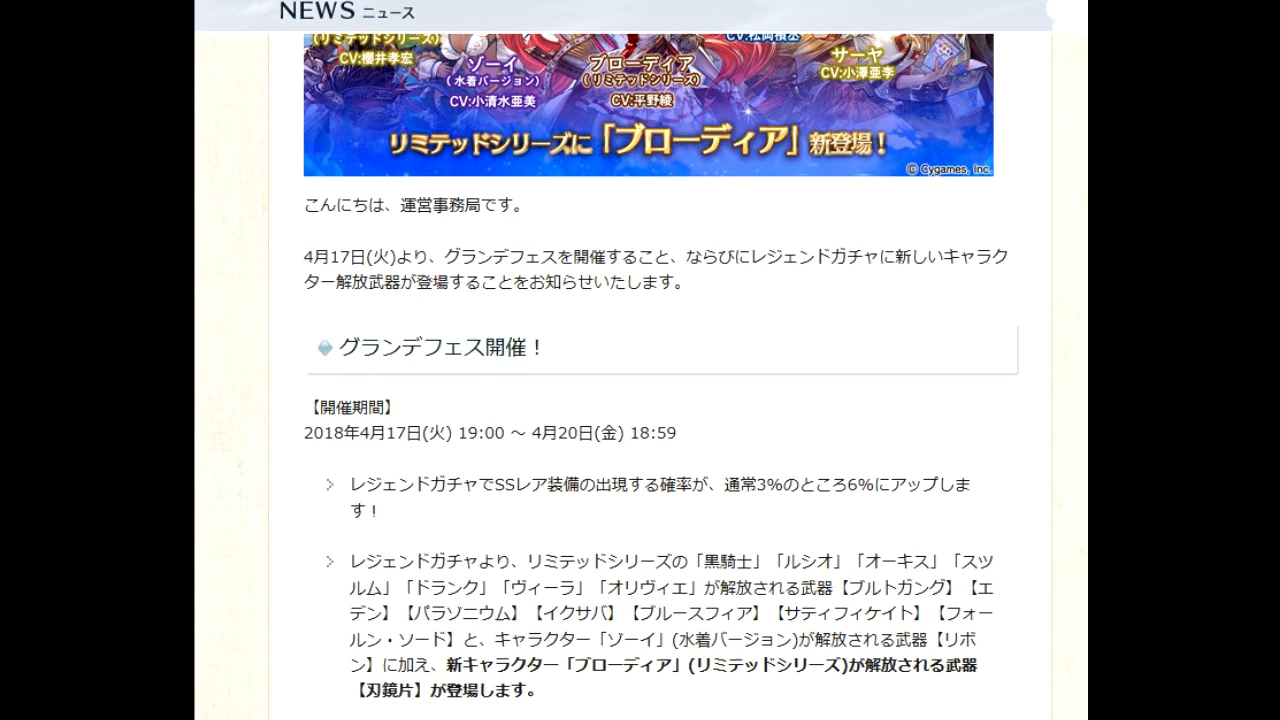 NEWS ニュース
(リミテッドシリーズ)
CV:櫻井孝宏
ゾーイ
(水着バージョン)
CV:小清水亜美
ブローディア
(リミテッドシリーズ)
CV:平野綾
CV:松岡禎丞
サーヤ
CV:小澤亜李
リミテッドシリーズに「ブローディア」新登場！
© Cygames, Inc.
こんにちは、運営事務局です。
4月17日(火)より、グランデフェスを開催すること、ならびにレジェンドガチャに新しいキャラク
ター解放武器が登場することをお知らせいたします。
グランデフェス開催！
【開催期間】
2018年4月17日(火) 19:00 ～ 4月20日(金) 18:59
レジェンドガチャでSSレア装備の出現する確率が、通常3%のところ6%にアップしま
す！
レジェンドガチャより、リミテッドシリーズの「黒騎士」「ルシオ」「オーキス」「スツ
ルム」「ドランク」「ヴィーラ」「オリヴィエ」が解放される武器【ブルトガング】【エ
デン】【パラゾニウム】【イクサバ】【ブルースフィア】【サティフィケイト】【フォー
ルン・ソード】と、キャラクター「ゾーイ」(水着バージョン)が解放される武器【リボ
ン】に加え、新キャラクター「ブローディア」(リミテッドシリーズ)が解放される武器
【刃鏡片】が登場します。